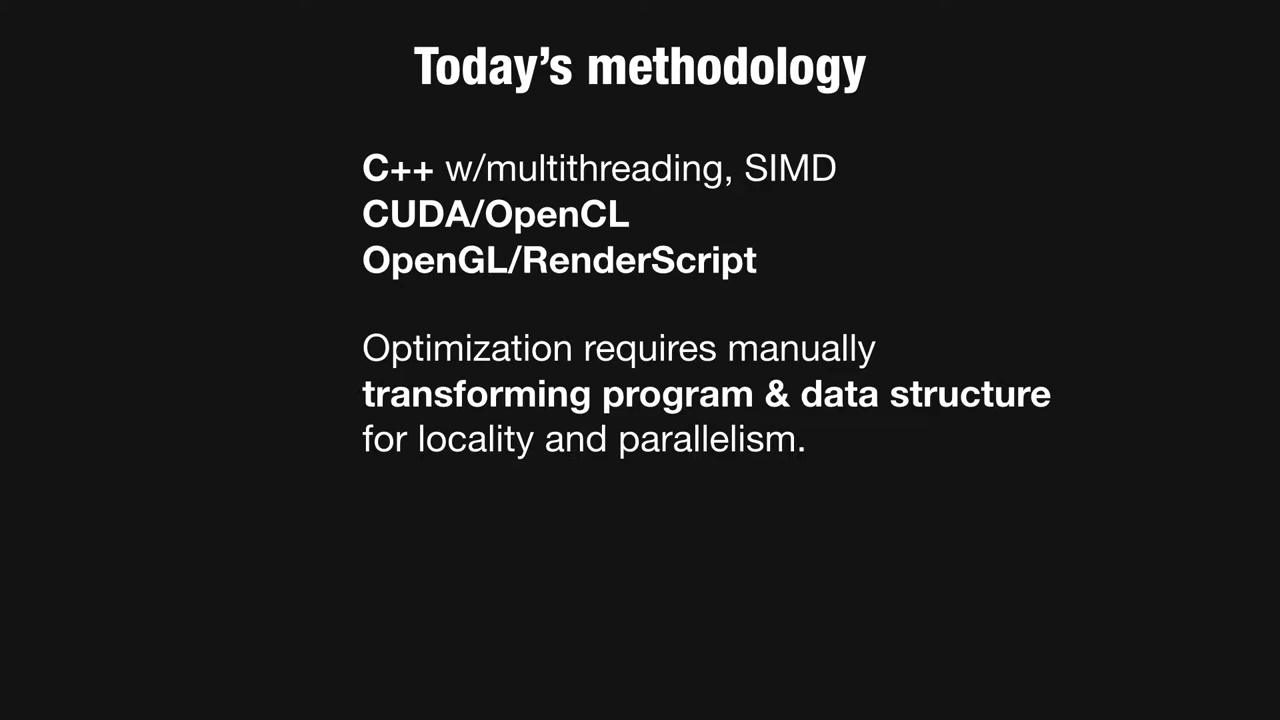 Today’s methodology
C++ w/multithreading, SIMD
CUDA/OpenCL
OpenGL/RenderScript
Optimization requires manually
transforming program & data structure
for locality and parallelism.